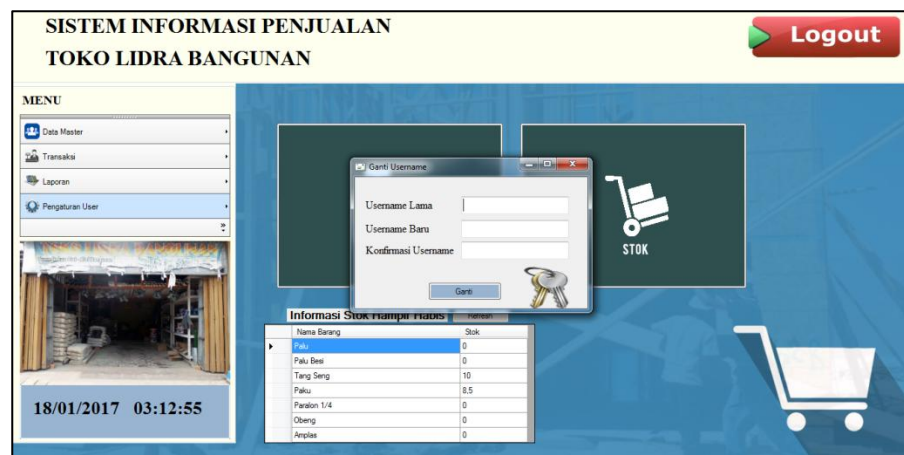 SISTEM INFORMASI PENJUALAN
TOKO LIDRA BANGUNAN
Logout
MENU
Data Master
Transaksi
Laporan
Pengaturan User
18/01/2017 03:12:55
Ganti Username
Username Lama
Username Baru
Konfirmasi Username
Ganti
STOK
Informasi Stok Hampir Habis Refresh
Nama Barang Stok
Palu 0
Palu Besi 0
Tang Seng 10
Paku 8,5
Paralon 1/4 0
Obeng 0
Amplas 0